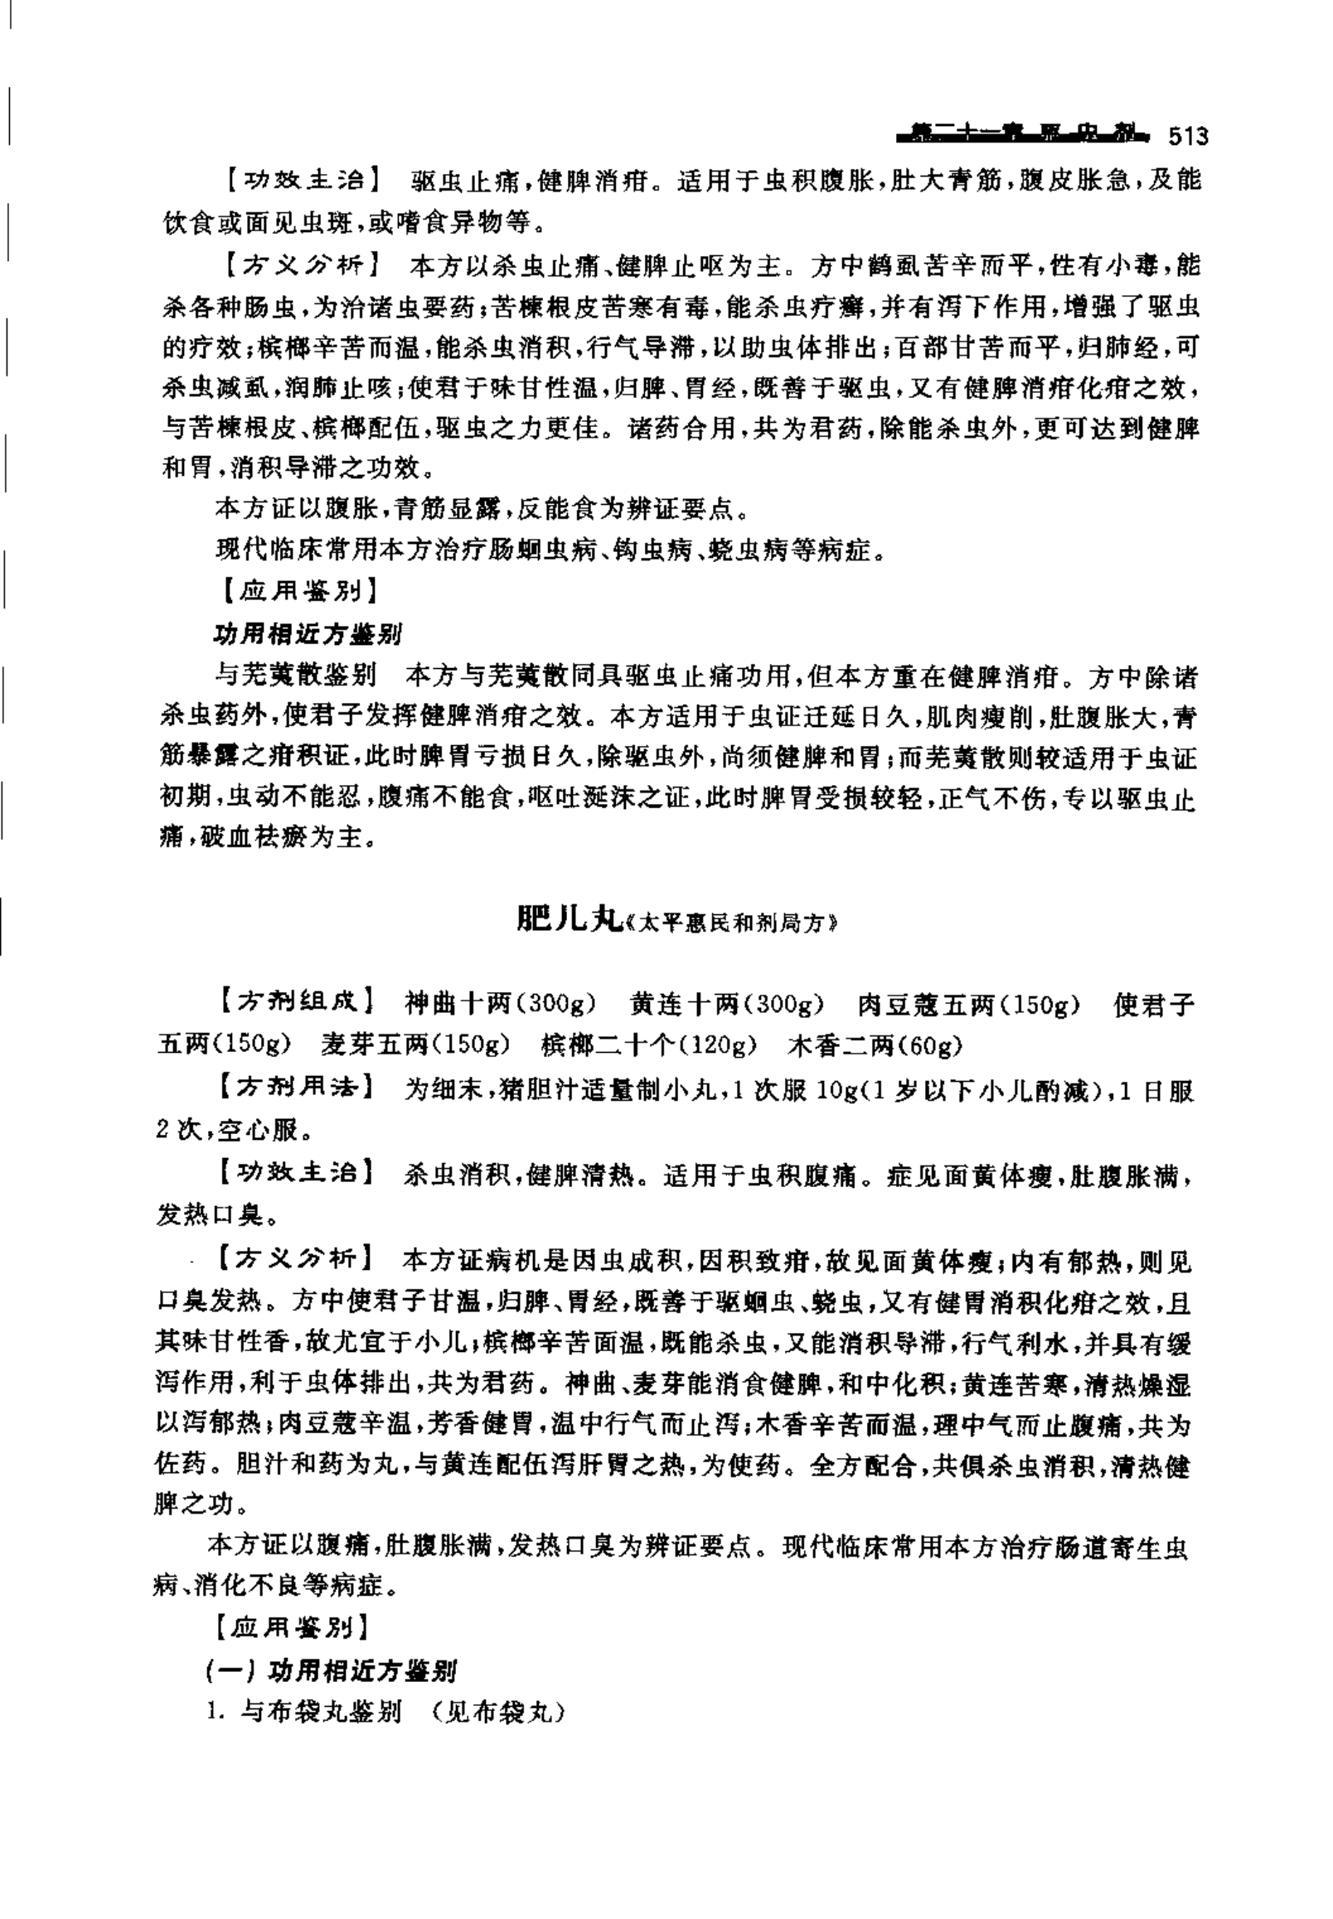 第二十一章 驱虫剂 513
【功效主治】 驱虫止痛,健脾消疳。适用于虫积腹胀,肚大青筋,腹皮胀急,及能
饮食或面见虫斑,或嗜食异物等。
【方义分析】 本方以杀虫止痛、健脾止呕为主。方中鹤虱苦辛而平,性有小毒,能
杀各种肠虫,为治诸虫要药;苦楝根皮苦寒有毒,能杀虫疗癣,并有泻下作用,增强了驱虫
的疗效;槟榔辛苦而温,能杀虫消积,行气导滞,以助虫体排出;百部甘苦而平,归肺经,可
杀虫减虱,润肺止咳;使君于味甘性温,归脾、胃经,既善于驱虫,又有健脾消疳化疳之效,
与苦楝根皮、槟榔配伍,驱虫之力更佳。诸药合用,共为君药,除能杀虫外,更可达到健脾
和胃,消积导滞之功效。
本方证以腹胀,青筋显露,反能食为辨证要点。
现代临床常用本方治疗肠蛔虫病、钩虫病、蛲虫病等病症。
【应用鉴别】
功用相近方鉴别
与芜荑散鉴别 本方与芜荑散同具驱虫止痛功用,但本方重在健脾消疳。方中除诸
杀虫药外,使君子发挥健脾消疳之效。本方适用于虫证迁延日久,肌肉瘦削,肚腹胀大,青
筋暴露之疳积证,此时脾胃亏损日久,除驱虫外,尚须健脾和胃;而芜荑散则较适用于虫证
初期,虫动不能忍,腹痛不能食,呕吐涎沫之证,此时脾胃受损较轻,正气不伤,专以驱虫止
痛,破血祛瘀为主。
肥儿丸《太平惠民和剂局方》
【方剂组成】 神曲十两(300g) 黄连十两(300g) 肉豆蔻五两(150g) 使君子
五两(150g) 麦芽五两(150g) 槟榔二十个(120g) 木香二两(60g)
【方剂用法】 为细末,猪胆汁适量制小丸,1 次服 10g(1 岁以下小儿酌减),1 日服
2 次,空心服。
【功效主治】 杀虫消积,健脾清热。适用于虫积腹痛。症见面黄体瘦,肚腹胀满,
发热口臭。
【方义分析】 本方证病机是因虫成积,因积致疳,故见面黄体瘦;内有郁热,则见
口臭发热。方中使君子甘温,归脾、胃经,既善于驱蛔虫、蛲虫,又有健胃消积化疳之效,且
其味甘性香,故尤宜于小儿;槟榔辛苦面温,既能杀虫,又能消积导滞,行气利水,并具有缓
泻作用,利于虫体排出,共为君药。神曲、麦芽能消食健脾,和中化积;黄连苦寒,清热燥湿
以泻郁热;肉豆蔻辛温,芳香健胃,温中行气而止泻;木香辛苦而温,理中气而止腹痛,共为
佐药。胆汁和药为丸,与黄连配伍泻肝胃之热,为使药。全方配合,共俱杀虫消积,清热健
脾之功。
本方证以腹痛,肚腹胀满,发热口臭为辨证要点。现代临床常用本方治疗肠道寄生虫
病、消化不良等病症。
【应用鉴别】
(一) 功用相近方鉴别
1. 与布袋丸鉴别 (见布袋丸)